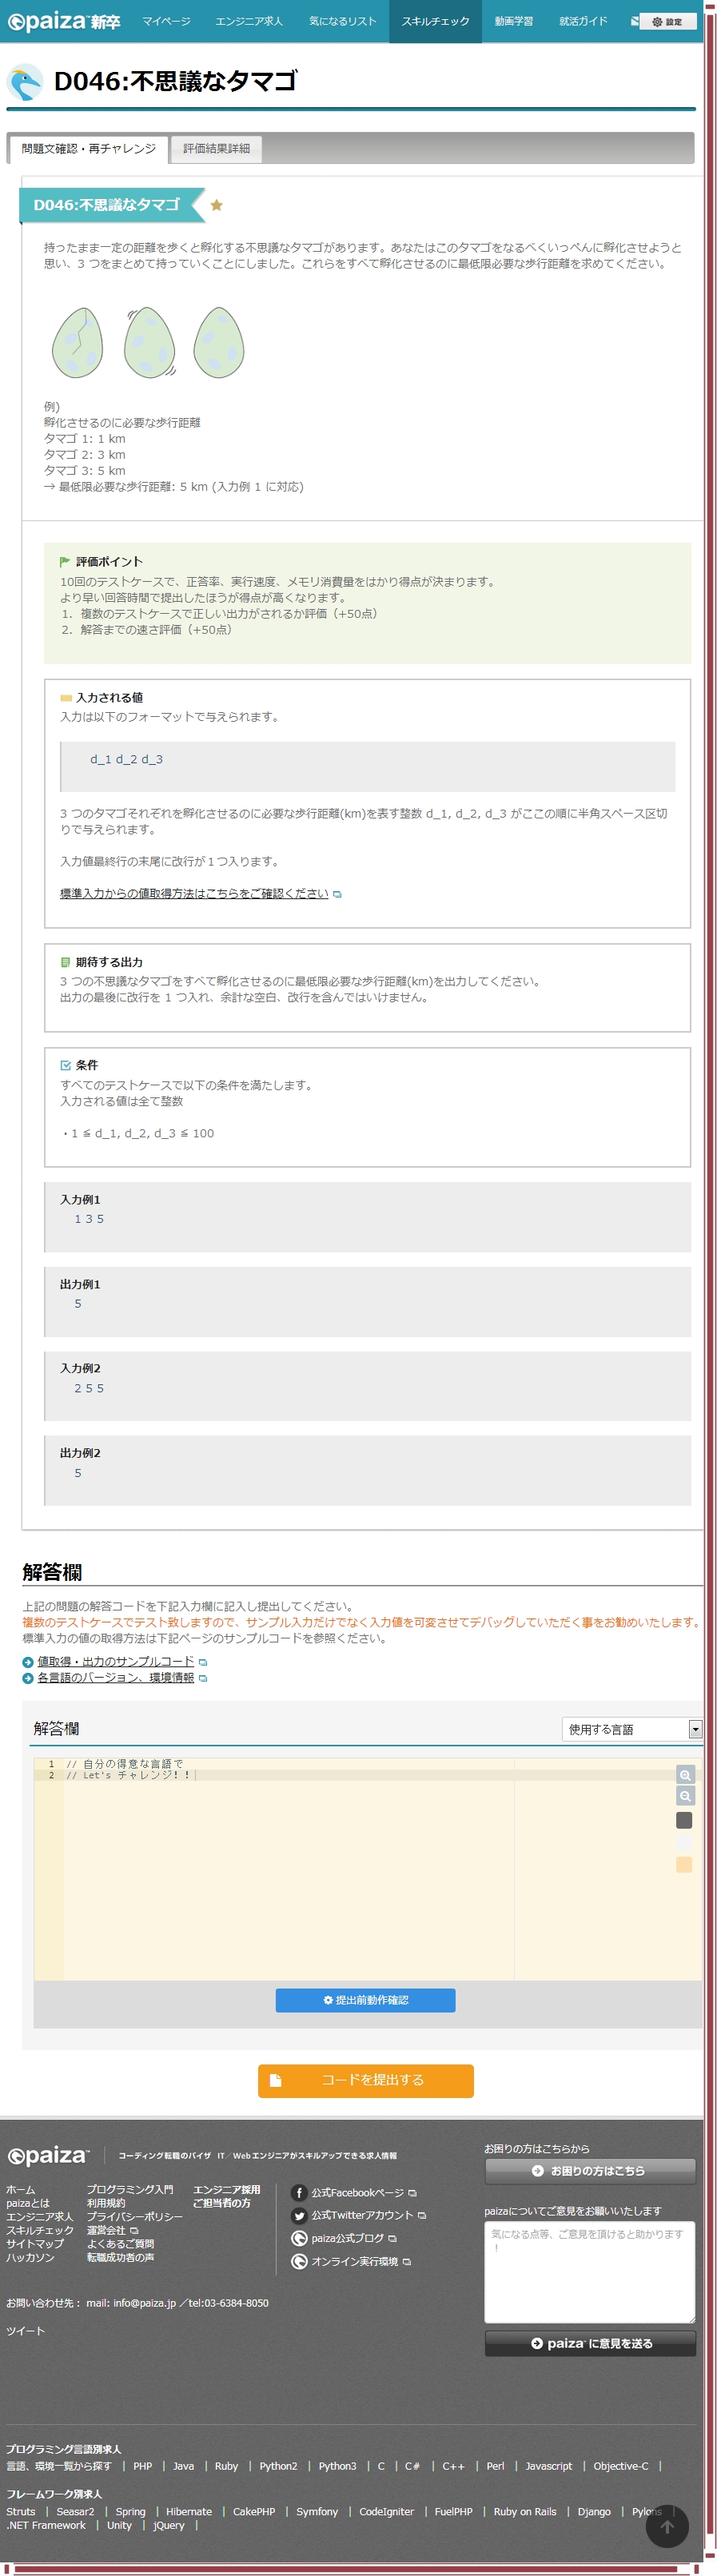 paiza 新卒 マイページ エンジニア求人 気になるリスト スキルチェック 動画学習 就活ガイド 設定
D046:不思議なタマゴ
問題文確認・再チャレンジ 評価結果詳細
D046:不思議なタマゴ
持ったまま一定の距離を歩くと孵化する不思議なタマゴがあります。あなたはこのタマゴをなるべくいっぺんに孵化させようと
思い、3 つをまとめて持っていくことにしました。これらをすべて孵化させるのに最低限必要な歩行距離を求めてください。
例)
孵化させるのに必要な歩行距離
タマゴ 1: 1 km
タマゴ 2: 3 km
タマゴ 3: 5 km
→ 最低限必要な歩行距離: 5 km (入力例 1 に対応)
評価ポイント
10回のテストケースで、正答率、実行速度、メモリ消費量をはかり得点が決まります。
より早い回答時間で提出したほうが得点が高くなります。
1. 複数のテストケースで正しい出力がされるか評価（+50点）
2. 解答までの速さ評価（+50点）
入力される値
入力は以下のフォーマットで与えられます。
d_1 d_2 d_3
3 つのタマゴそれぞれを孵化させるのに必要な歩行距離(km)を表す整数 d_1, d_2, d_3 がここの順に半角スペース区切
りで与えられます。
入力値最終行の末尾に改行が１つ入ります。
標準入力からの値取得方法はこちらをご確認ください
期待する出力
3 つの不思議なタマゴをすべて孵化させるのに最低限必要な歩行距離(km)を出力してください。
出力の最後に改行を 1 つ入れ、余計な空白、改行を含んではいけません。
条件
すべてのテストケースで以下の条件を満たします。
入力される値は全て整数
・1 ≦ d_1, d_2, d_3 ≦ 100
入力例1
1 3 5
出力例1
5
入力例2
2 5 5
出力例2
5
解答欄
上記の問題の解答コードを下記入力欄に記入し提出してください。
複数のテストケースでテスト致しますので、サンプル入力だけでなく入力値を可変させてデバッグしていただく事をお勧めいたします。
標準入力の値の取得方法は下記ページのサンプルコードを参照ください。
値取得・出力のサンプルコード
各言語のバージョン、環境情報
解答欄 使用する言語
1 // 自分の得意な言語で
2 // Let's チャレンジ！！
提出前動作確認
コードを提出する
paiza コーディング転職のパイザ IT／Webエンジニアがスキルアップできる求人情報
お困りの方はこちらから
お困りの方はこちら
ホーム プログラミング入門 エンジニア採用
paizaとは 利用規約 ご担当者の方
エンジニア求人 プライバシーポリシー
スキルチェック 運営会社
サイトマップ よくあるご質問
ハッカソン 転職成功者の声
公式Facebookページ
公式Twitterアカウント
paiza公式ブログ
オンライン実行環境
paizaについてご意見をお願いいたします
気になる点等、ご意見を頂けると助かります
！
paiza に意見を送る
お問い合わせ先： mail: info@paiza.jp ／tel:03-6384-8050
ツイート
プログラミング言語別求人
言語、環境一覧から探す | PHP | Java | Ruby | Python2 | Python3 | C | C# | C++ | Perl | Javascript | Objective-C |
フレームワーク別求人
Struts | Seasar2 | Spring | Hibernate | CakePHP | Symfony | CodeIgniter | FuelPHP | Ruby on Rails | Django | Pylons |
.NET Framework | Unity | jQuery |